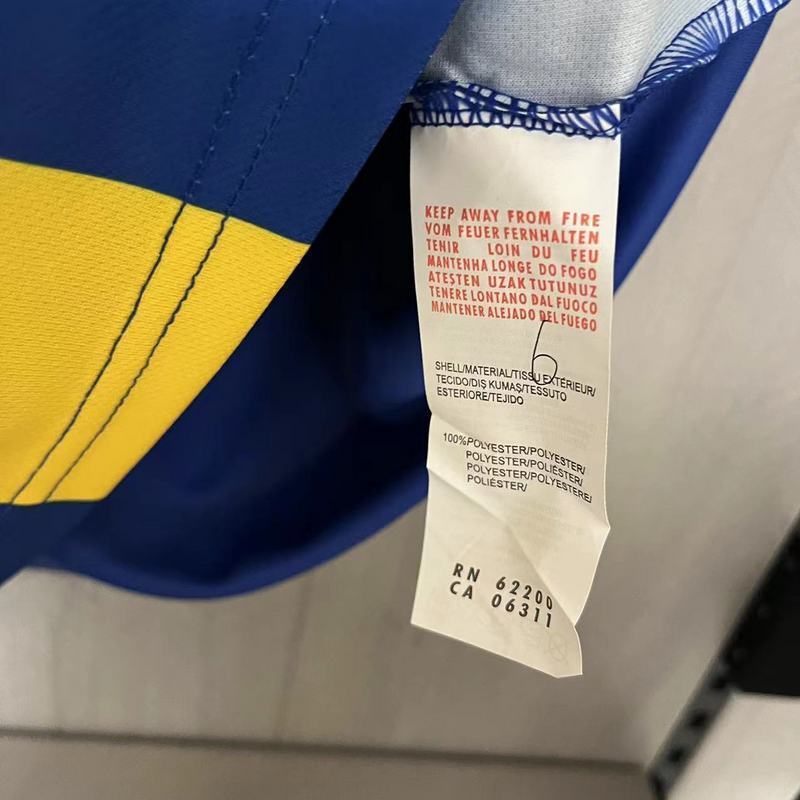 KEEP AWAY FROM FIRE
VOM FEUER FERNHALTEN
TENIR LOIN DU FEU
MANTENHA LONGE DO FOGO
ATEŞTEN UZAK TUTUNUZ
TENERE LONTANO DAL FUOCO
MANTENER ALEJADO DEL FUEGO
6
SHELL/MATERIAL/TISSU EXTÉRIEUR/
TECIDO/DIŞ KUMAŞ/TESSUTO
ESTERIORE/TEJIDO
100%POLYESTER/POLYESTER/
POLYESTER/POLIÉSTER/
POLYESTER/POLYESTERE/
POLIÉSTER/
RN 62200
CA 06311